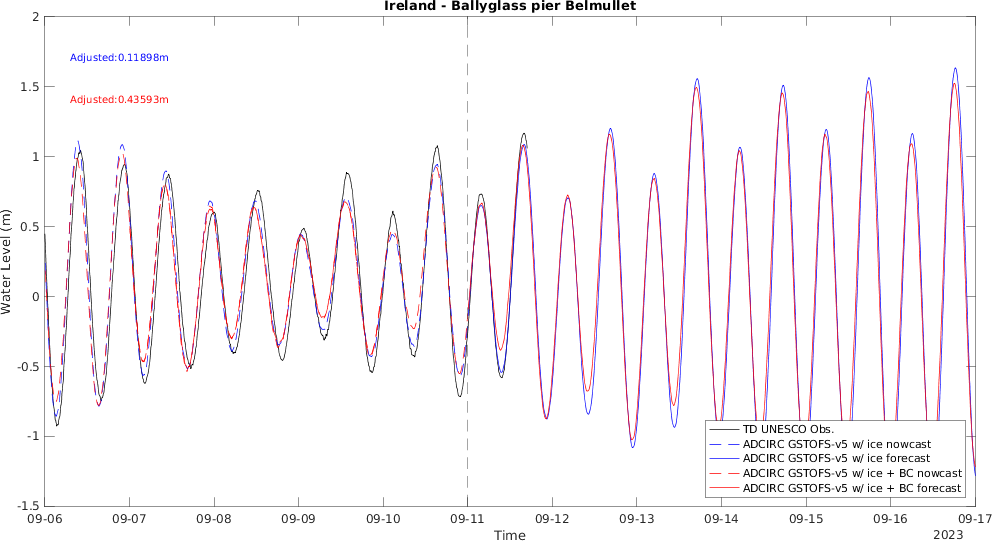 Ireland - Ballyglass pier Belmullet
2
1.5
1
0.5
0
-0.5
-1
-1.5
Water Level (m)
Adjusted:0.11898m
Adjusted:0.43593m
TD UNESCO Obs.
ADCIRC GSTOFS-v5 w/ ice nowcast
ADCIRC GSTOFS-v5 w/ ice forecast
ADCIRC GSTOFS-v5 w/ ice + BC nowcast
ADCIRC GSTOFS-v5 w/ ice + BC forecast
09-06 09-07 09-08 09-09 09-10 09-11 09-12 09-13 09-14 09-15 09-16 09-17
Time
2023